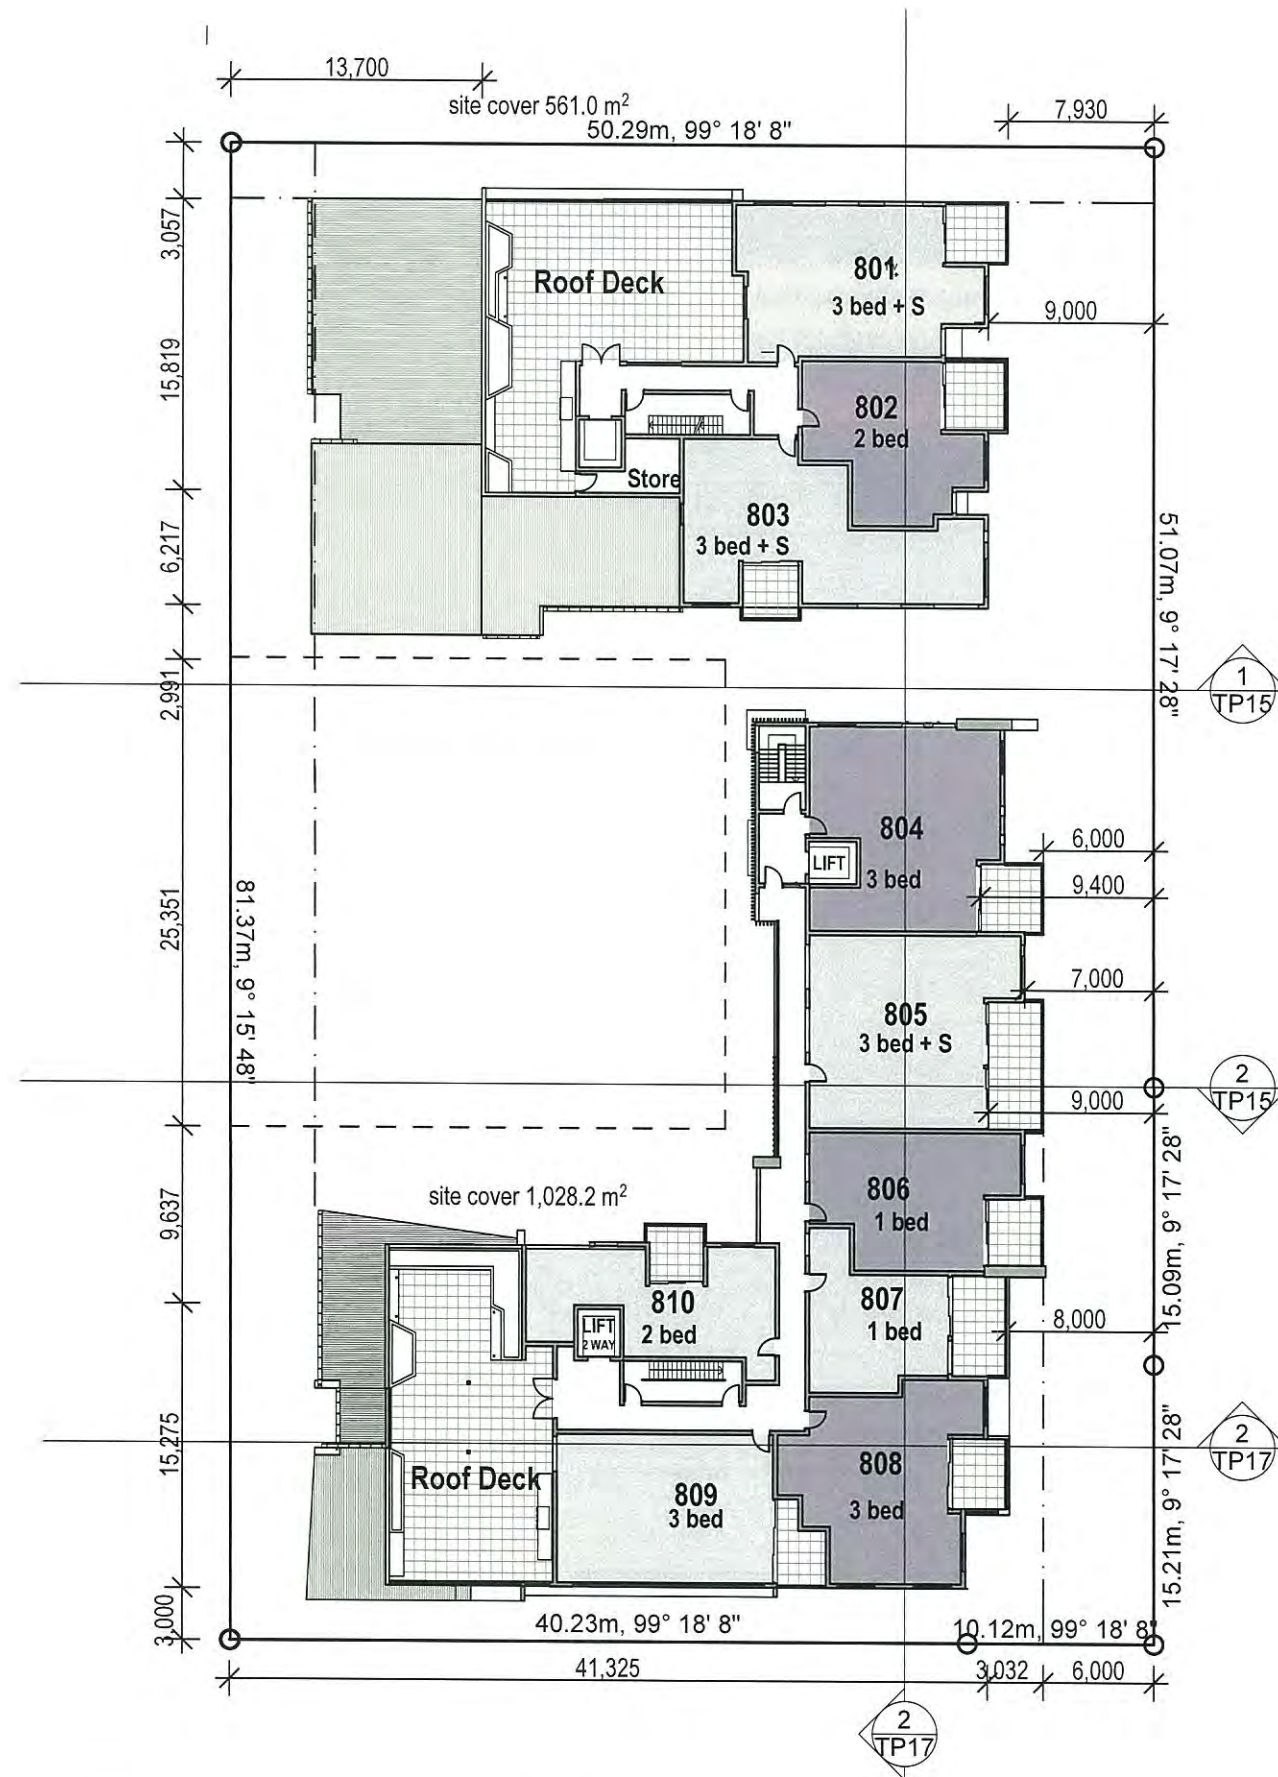 13,700
site cover 561.0 m²
50.29m, 99° 18' 8"
7,930
3,057
Roof Deck
801
3 bed + S
9,000
15,819
802
2 bed
Store
803
3 bed + S
6,217
51.07m, 9° 17' 28"
2,991
1
TP15
804
3 bed
LIFT
6,000
9,400
81.37m, 9° 15' 48"
25,351
7,000
805
3 bed + S
2
TP15
9,000
site cover 1,028.2 m²
9,637
806
1 bed
15.09m, 9° 17' 28"
810
2 bed
LIFT
2 WAY
807
1 bed
8,000
15,275
Roof Deck
809
3 bed
808
3 bed
2
TP17
15.21m, 9° 17' 28"
3,000
40.23m, 99° 18' 8"
10.12m, 99° 18' 8"
41,325
3,032
6,000
2
TP17